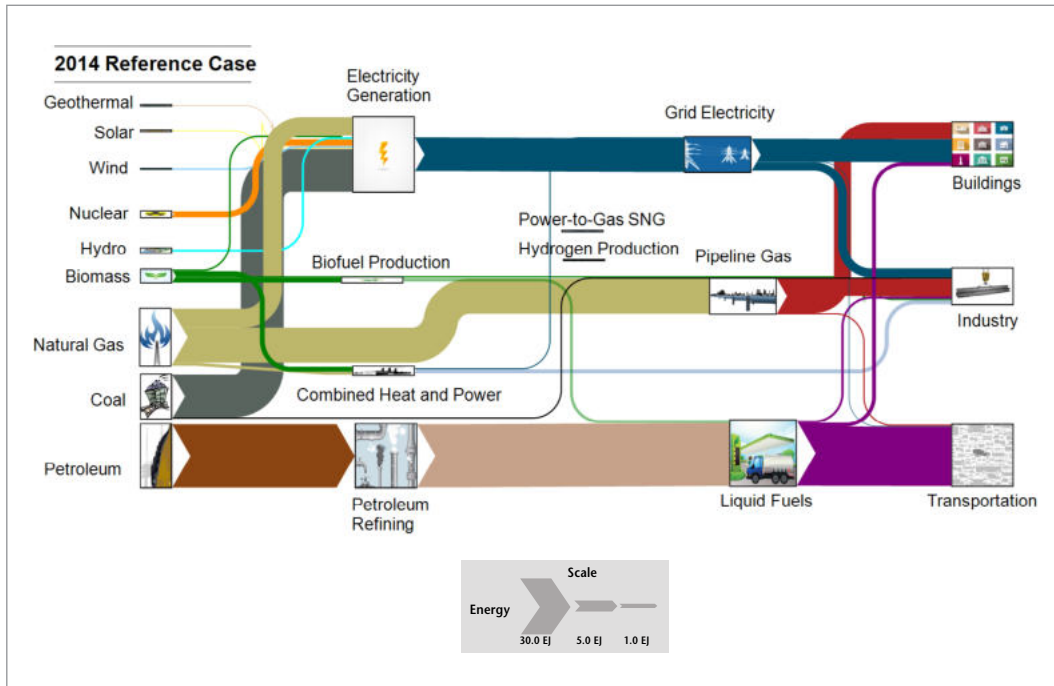 2014 Reference Case
Geothermal
Solar
Wind
Nuclear
Hydro
Biomass
Natural Gas
Coal
Petroleum
Electricity
Generation
Biofuel Production
Combined Heat and Power
Petroleum
Refining
Grid Electricity
Power-to-Gas SNG
Hydrogen Production
Pipeline Gas
Liquid Fuels
Buildings
Industry
Transportation
Scale
Energy
30.0 EJ 5.0 EJ 1.0 EJ